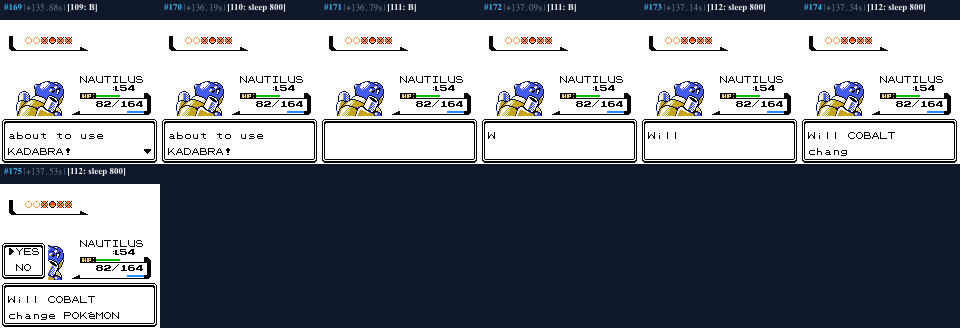 #169 | +135.88s | [109: B]
#170 | +136.19s | [110: sleep 800]
#171 | +136.79s | [111: B]
#172 | +137.09s | [111: B]
#173 | +137.14s | [112: sleep 800]
#174 | +137.34s | [112: sleep 800]
NAUTILUS
:L54
HP:
82/164
about to use
KADABRA!
NAUTILUS
:L54
HP:
82/164
about to use
KADABRA!
NAUTILUS
:L54
HP:
82/164
NAUTILUS
:L54
HP:
82/164
W
NAUTILUS
:L54
HP:
82/164
Will
NAUTILUS
:L54
HP:
82/164
Will COBALT
chang
#175 | +137.53s | [112: sleep 800]
NAUTILUS
:L54
82/164
YES
NO
Will COBALT
change POKéMON